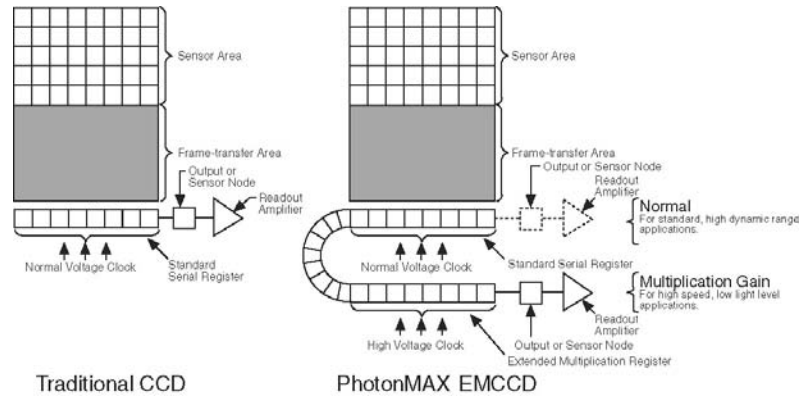 Sensor Area
Frame-transfer Area
Output or
Sensor Node
Readout
Amplifier
Normal Voltage Clock
Standard
Serial Register
Traditional CCD
Sensor Area
Frame-transfer Area
Output or Sensor Node
Readout
Amplifier
Normal
For standard, high dynamic range
applications.
Normal Voltage Clock
Standard Serial Register
Multiplication Gain
For high speed, low light level
applications.
Readout
Amplifier
High Voltage Clock
Output or Sensor Node
Extended Multiplication Register
PhotonMAX EMCCD